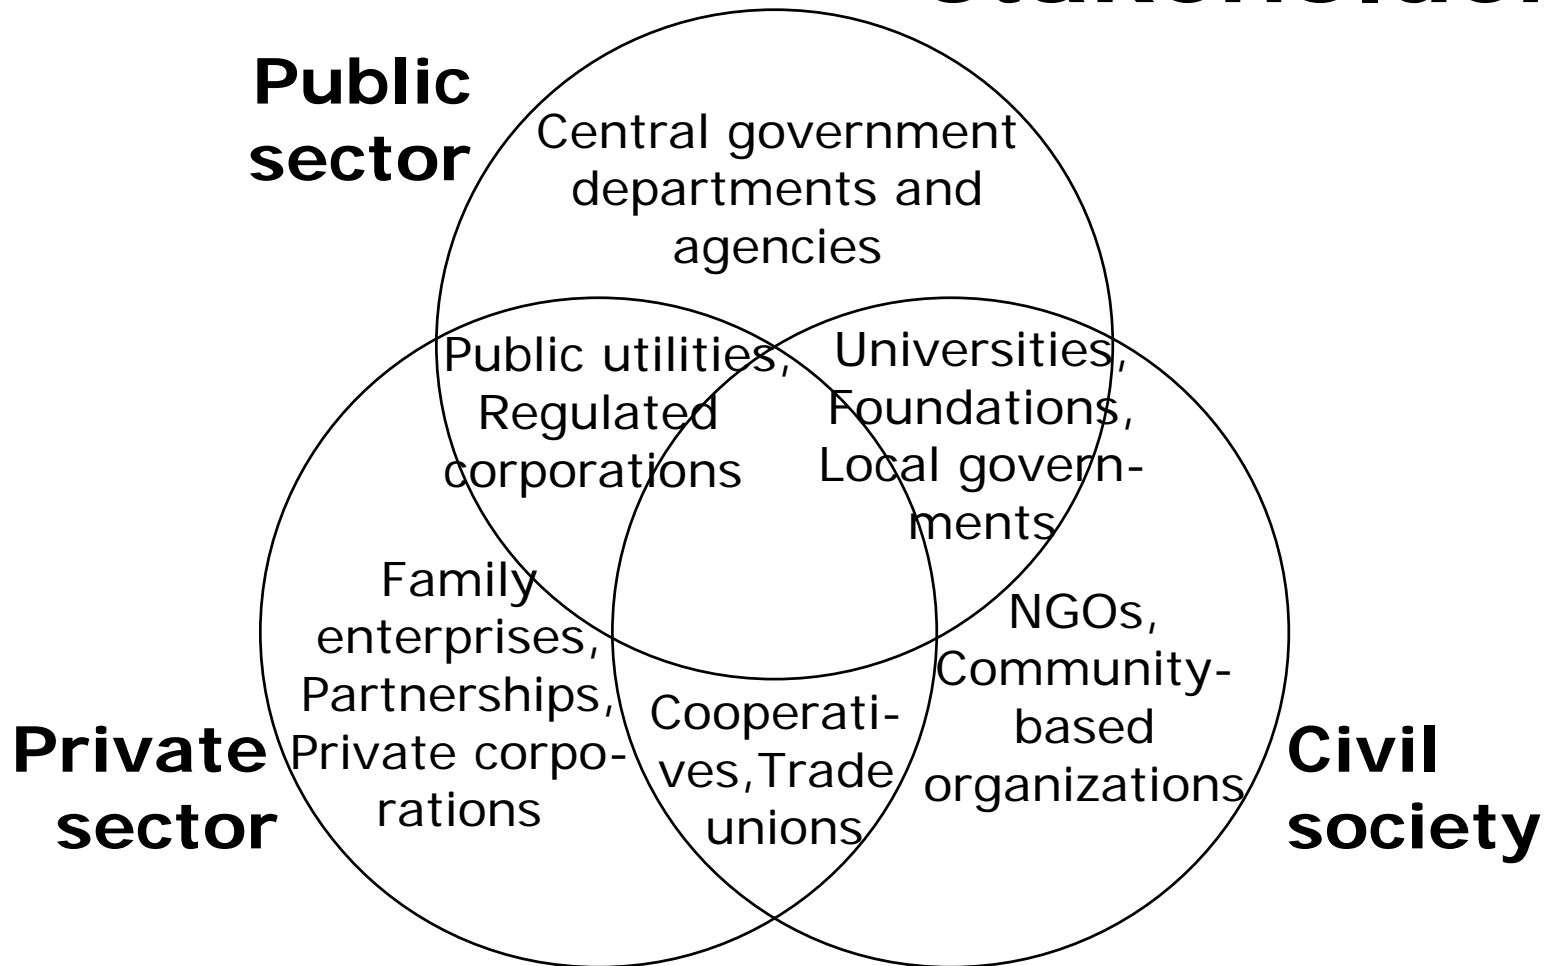 Public
sector
Central government
departments and
agencies
Public utilities,
Regulated
corporations
Universities,
Foundations,
Local govern-
ments
Family
enterprises,
Partnerships,
Private corpo-
rations
Private
sector
Cooperati-
ves,Trade
unions
NGOs,
Community-
based
organizations
Civil
society